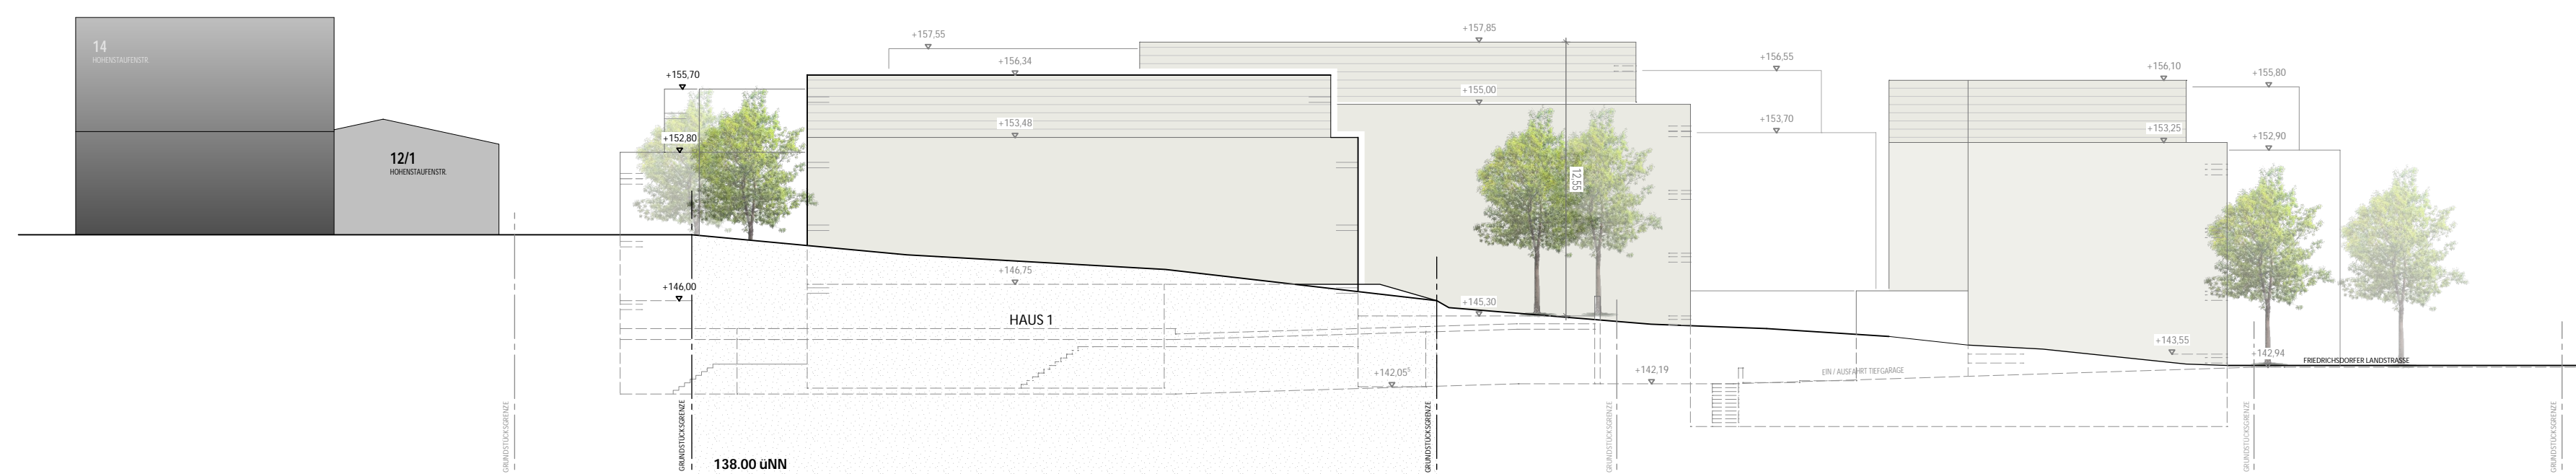 14
HOHENSTAUFENSTR.
12/1
HOHENSTAUFENSTR.
+155,70
+152,80
+146,00
+157,55
+156,34
+153,48
+146,75
HAUS 1
+157,85
+155,00
12,55
+145,30
+142,05⁵
+142,19
+156,55
+153,70
EIN / AUSFAHRT TIEFGARAGE
+156,10
+153,25
+143,55
+155,80
+152,90
+142,94
FRIEDRICHSDORFER LANDSTRASSE
GRUNDSTÜCKSGRENZE
GRUNDSTÜCKSGRENZE
GRUNDSTÜCKSGRENZE
GRUNDSTÜCKSGRENZE
GRUNDSTÜCKSGRENZE
GRUNDSTÜCKSGRENZE
138.00 üNN